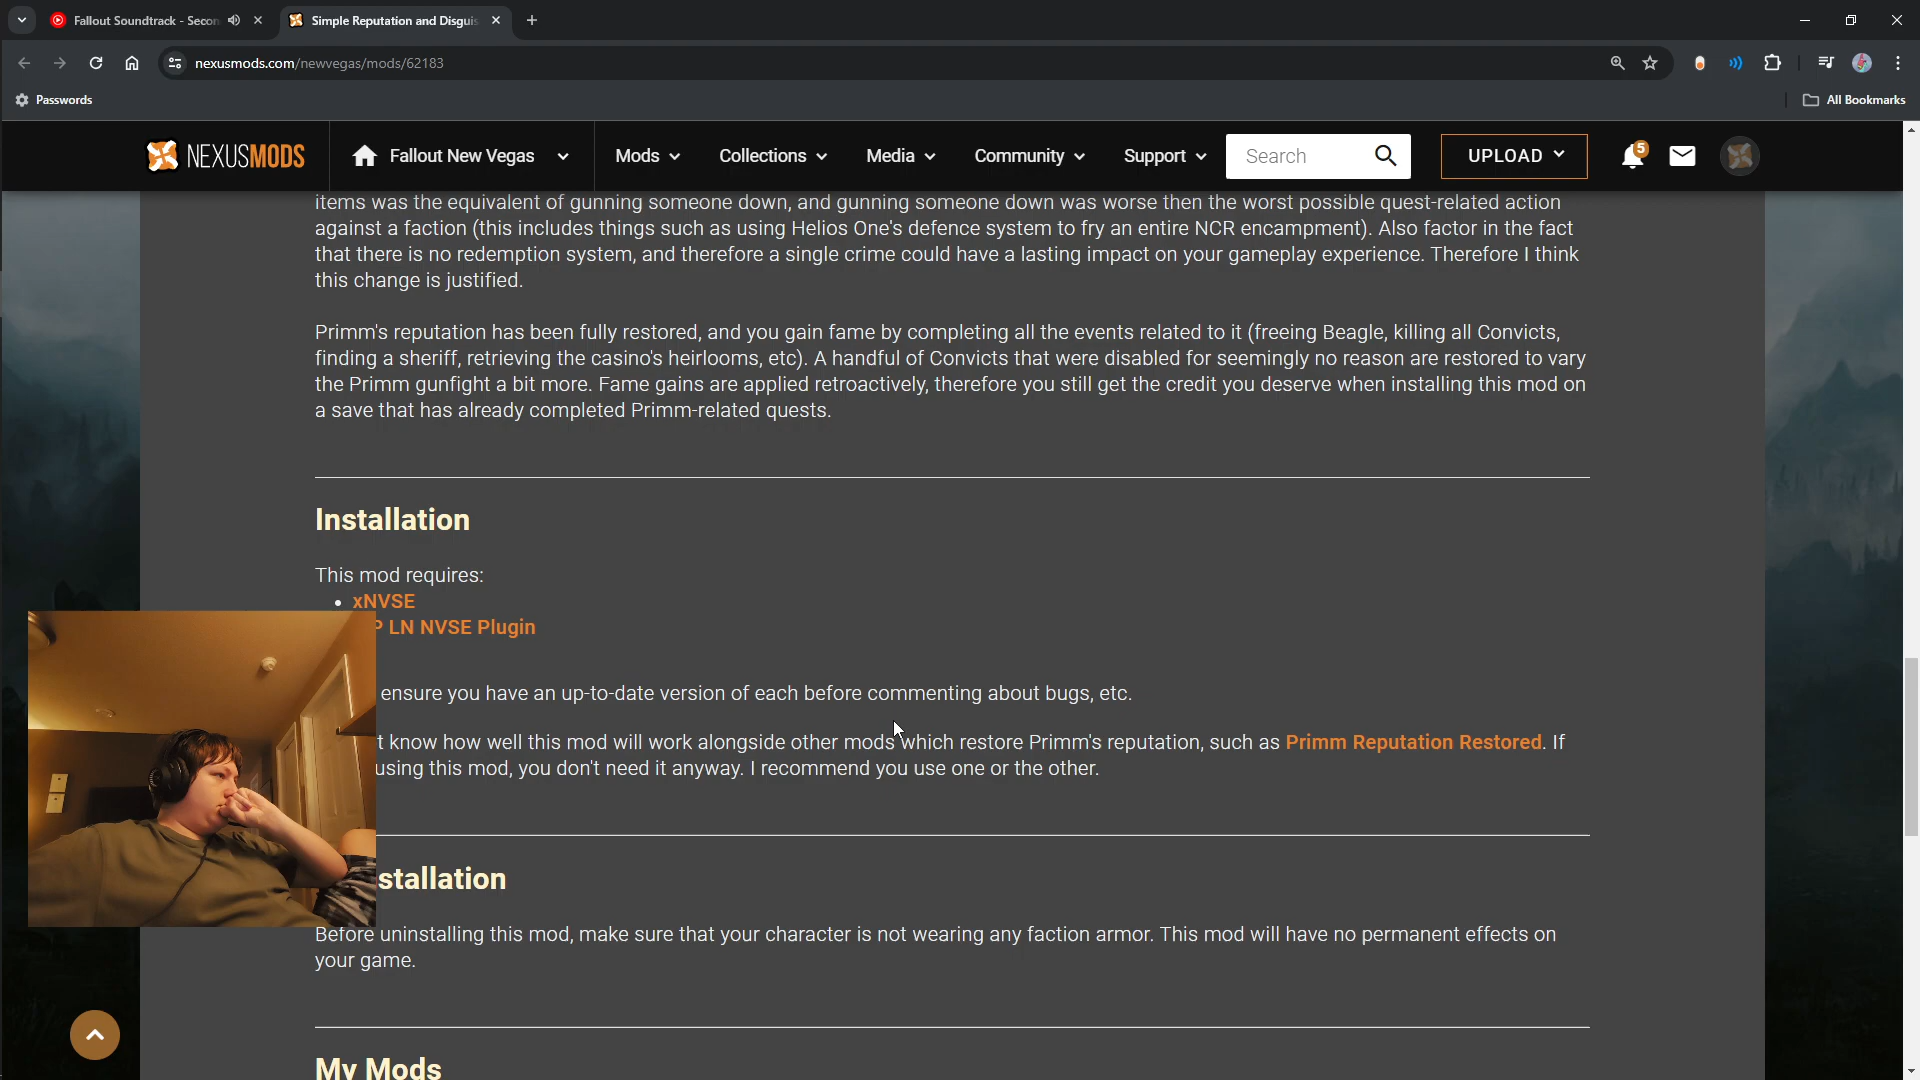 Fallout Soundtrack - Secon
Simple Reputation and Disguis
nexusmods.com/newvegas/mods/62183
Passwords
All Bookmarks
NEXUSMODS
Fallout New Vegas
Mods
Collections
Media
Community
Support
Search
UPLOAD
5
items was the equivalent of gunning someone down, and gunning someone down was worse then the worst possible quest-related action
against a faction (this includes things such as using Helios One's defence system to fry an entire NCR encampment). Also factor in the fact
that there is no redemption system, and therefore a single crime could have a lasting impact on your gameplay experience. Therefore I think
this change is justified.
Primm's reputation has been fully restored, and you gain fame by completing all the events related to it (freeing Beagle, killing all Convicts,
finding a sheriff, retrieving the casino's heirlooms, etc). A handful of Convicts that were disabled for seemingly no reason are restored to vary
the Primm gunfight a bit more. Fame gains are applied retroactively, therefore you still get the credit you deserve when installing this mod on
a save that has already completed Primm-related quests.
Installation
This mod requires:
• xNVSE
P LN NVSE Plugin
ensure you have an up-to-date version of each before commenting about bugs, etc.
t know how well this mod will work alongside other mods which restore Primm's reputation, such as Primm Reputation Restored. If
using this mod, you don't need it anyway. I recommend you use one or the other.
stallation
Before uninstalling this mod, make sure that your character is not wearing any faction armor. This mod will have no permanent effects on
your game.
My Mods